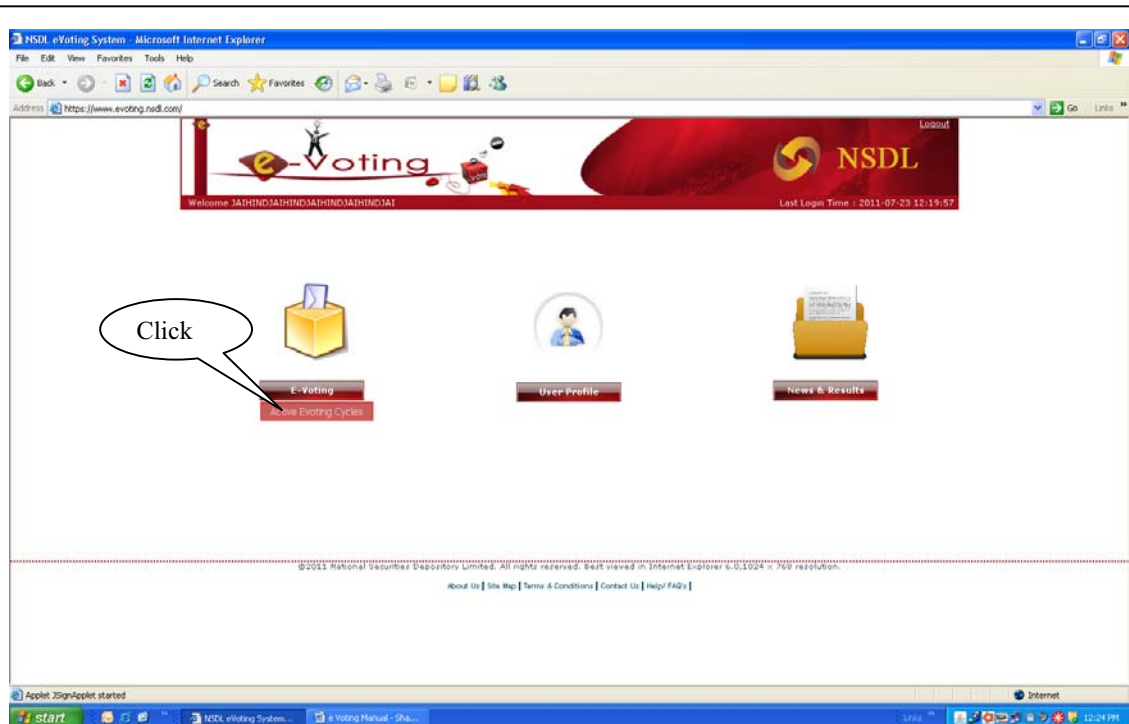 NSDL eVoting System - Microsoft Internet Explorer
File Edit View Favorites Tools Help
Back Search Favorites
Address https://www.evoting.nsdl.com/ Go Links
Logout
e-Voting
VOTE
NSDL
Welcome JAIHINDJAIHINDJAIHINDJAIHINDJAI Last Login Time : 2011-07-23 12:19:57
Click
E-Voting User Profile News & Results
Active Evoting Cycles
©2011 National Securities Depository Limited. All rights reserved. Best viewed in Internet Explorer 6.0,1024 x 768 resolution.
About Us | Site Map | Terms & Conditions | Contact Us | Help/ FAQ's |
Applet JSignApplet started Internet
start NSDL eVoting System... e Voting Manual - Sha... Links 12:24 PM